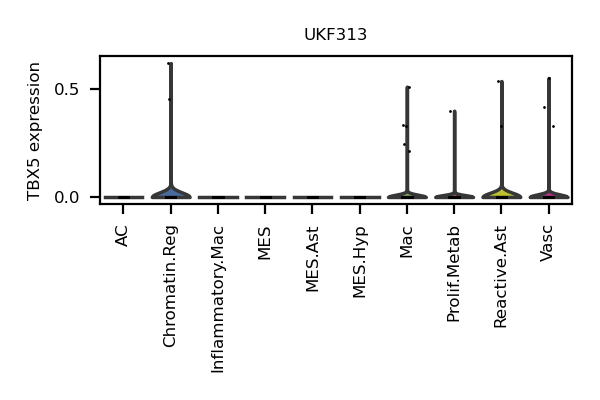 UKF313
TBX5 expression
0.5
0.0
AC
Chromatin.Reg
Inflammatory.Mac
MES
MES.Ast
MES.Hyp
Mac
Prolif.Metab
Reactive.Ast
Vasc